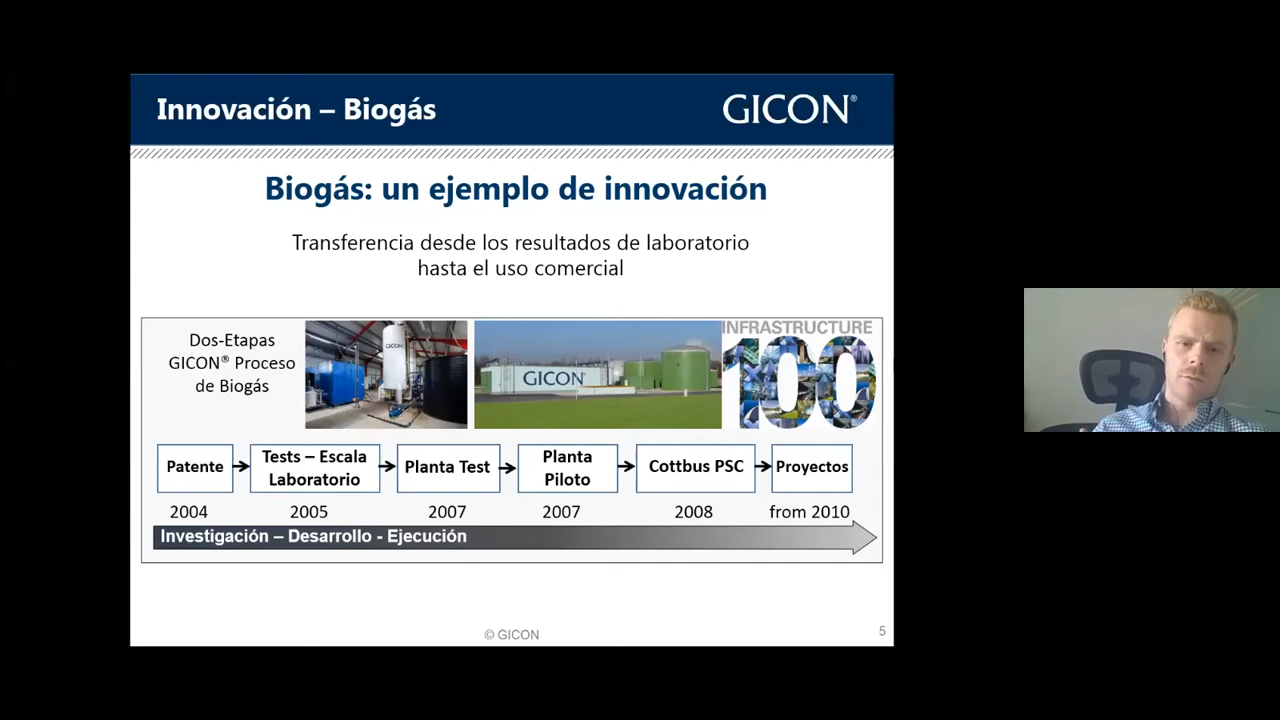 Innovación – Biogás
GICON®
Biogás: un ejemplo de innovación
Transferencia desde los resultados de laboratorio
hasta el uso comercial
Dos-Etapas
GICON® Proceso
de Biogás
GICON
GICON
INFRASTRUCTURE
100
Patente
Tests – Escala
Laboratorio
Planta Test
Planta
Piloto
Cottbus PSC
Proyectos
2004
2005
2007
2007
2008
from 2010
Investigación – Desarrollo - Ejecución
© GICON
5